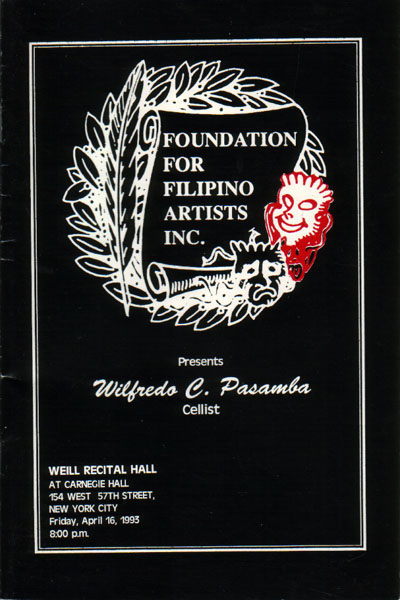 FOUNDATION
FOR
FILIPINO
ARTISTS
INC.
Presents
Wilfredo C. Pasamba
Cellist
WEILL RECITAL HALL
AT CARNEGIE HALL
154 WEST 57TH STREET,
NEW YORK CITY
Friday, April 16, 1993
8:00 p.m.